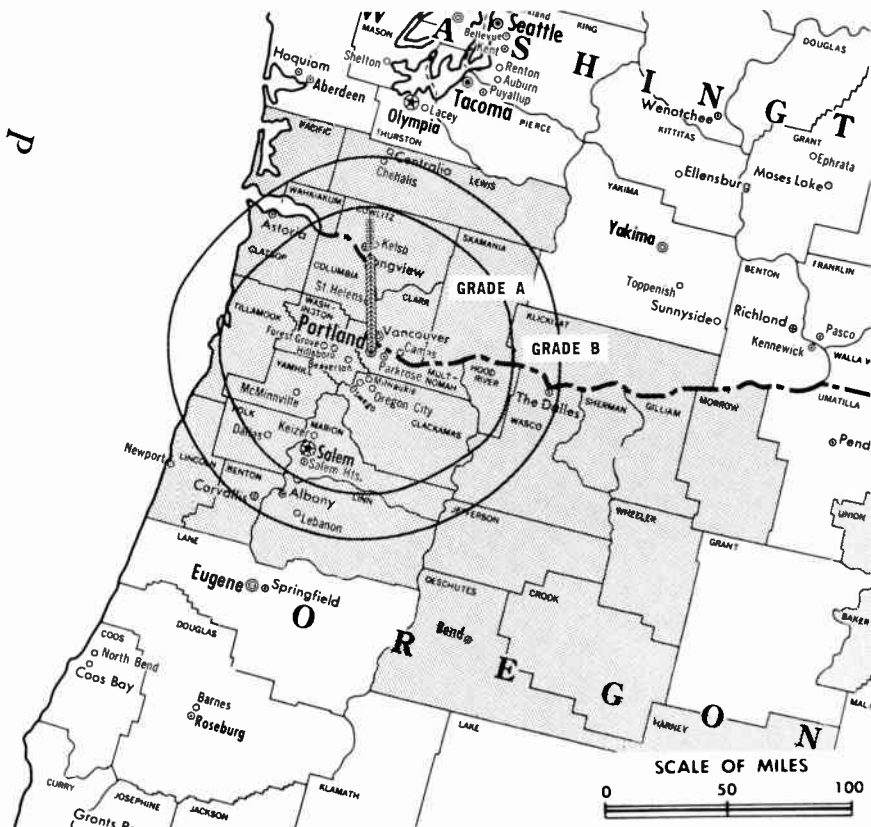 W A S H I N G T
MASON
Seattle
KING
Bellevue
Kent
DOUGLAS
Shelton
Renton
Auburn
Puyallup
Hoquiam
Aberdeen
Tacoma
Wenatchee
Olympia
Lacey
PIERCE
KITTITAS
GRANT
Ephrata
P
PACIFIC
THURSTON
Centralia
Chehalis
LEWIS
Ellensburg
Moses Lake
YAKIMA
WAHKIAKUM
COWLITZ
Astoria
Kelso
Longview
SKAMANIA
Yakima
CLATSOP
COLUMBIA
St Helens
CLARK
GRADE A
BENTON
FRANKLIN
Toppenish
Sunnyside
TILLAMOOK
WASH-
INGTON
KLICKITAT
Richland
Pasco
Kennewick
WALLA
Portland
Vancouver
Camas
GRADE B
Forest Grove
Hillsboro
Beaverton
Parkrose
MULT-
NOMAH
HOOD
RIVER
YAMHILL
Milwaukie
Oswego
Oregon City
McMinnville
CLACKAMAS
The Dalles
WASCO
SHERMAN
GILLIAM
MORROW
UMATILLA
Pend
POLK
Dallas
Keizer
MARION
Salem
Salem Hts.
Newport
LINCOLN
BENTON
Corvallis
Albany
LINN
Lebanon
JEFFERSON
WHEELER
UNION
LANE
GRANT
Eugene
Springfield
DESCHUTES
CROOK
BAKER
O R E G O N
DOUGLAS
Bend
COOS
North Bend
Coos Bay
Barnes
Roseburg
LAKE
HARNEY
MAL
CURRY
JOSEPHINE
JACKSON
KLAMATH
Grants
SCALE OF MILES
0 50 100